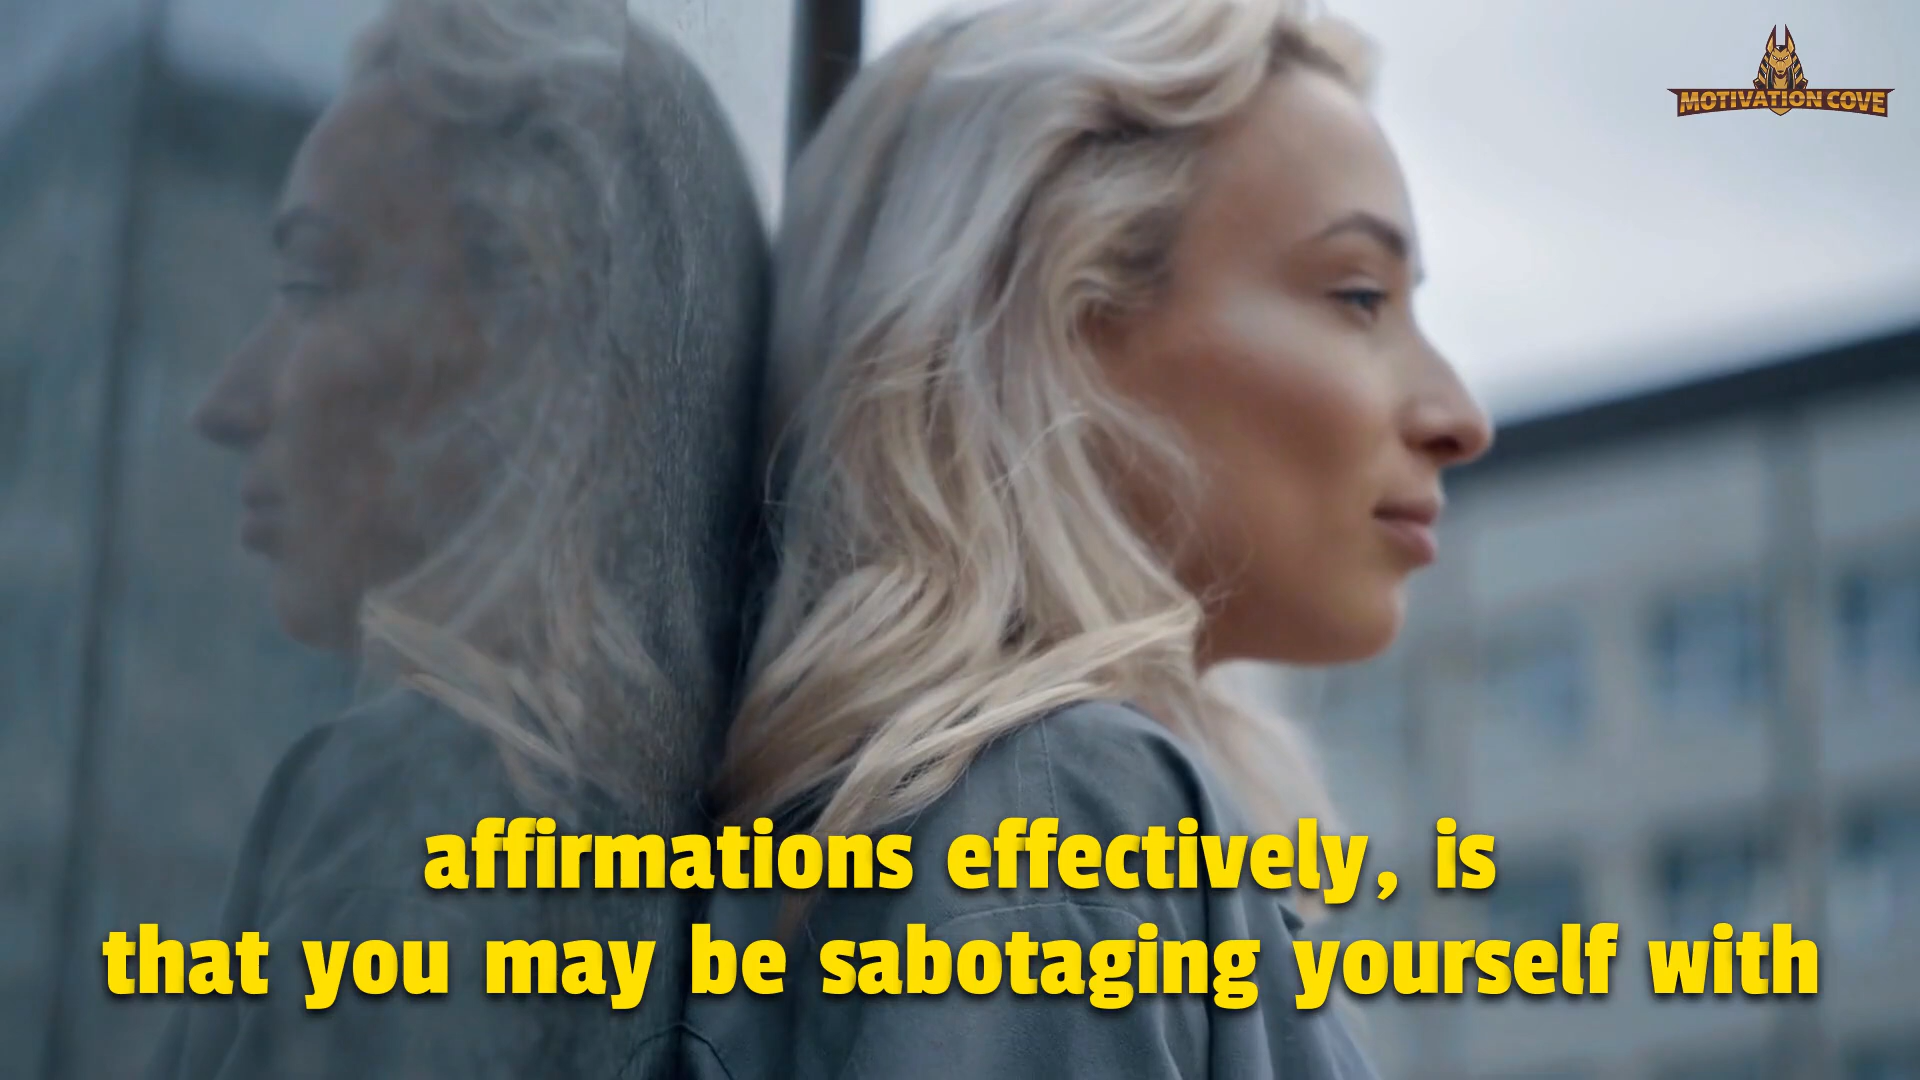 MOTIVATION COVE
affirmations effectively, is
that you may be sabotaging yourself with